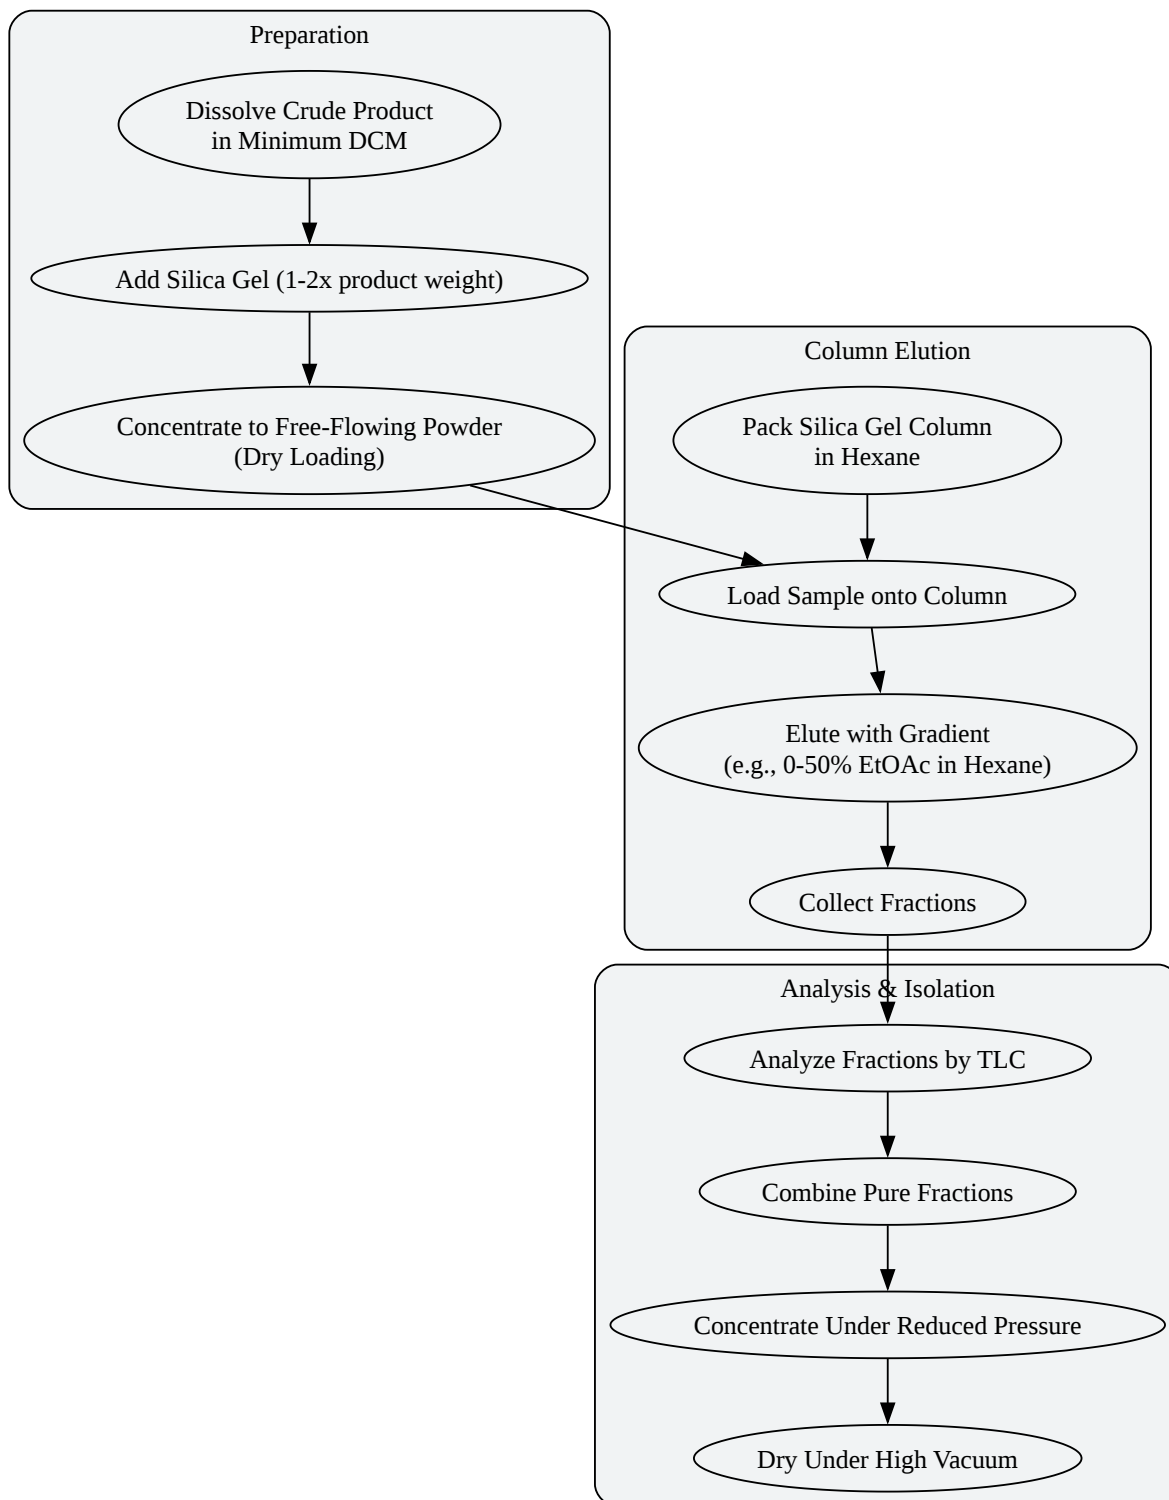 Preparation
Dissolve Crude Product
in Minimum DCM
Add Silica Gel (1-2x product weight)
Concentrate to Free-Flowing Powder
(Dry Loading)
Column Elution
Pack Silica Gel Column
in Hexane
Load Sample onto Column
Elute with Gradient
(e.g., 0-50% EtOAc in Hexane)
Collect Fractions
Analysis & Isolation
Analyze Fractions by TLC
Combine Pure Fractions
Concentrate Under Reduced Pressure
Dry Under High Vacuum